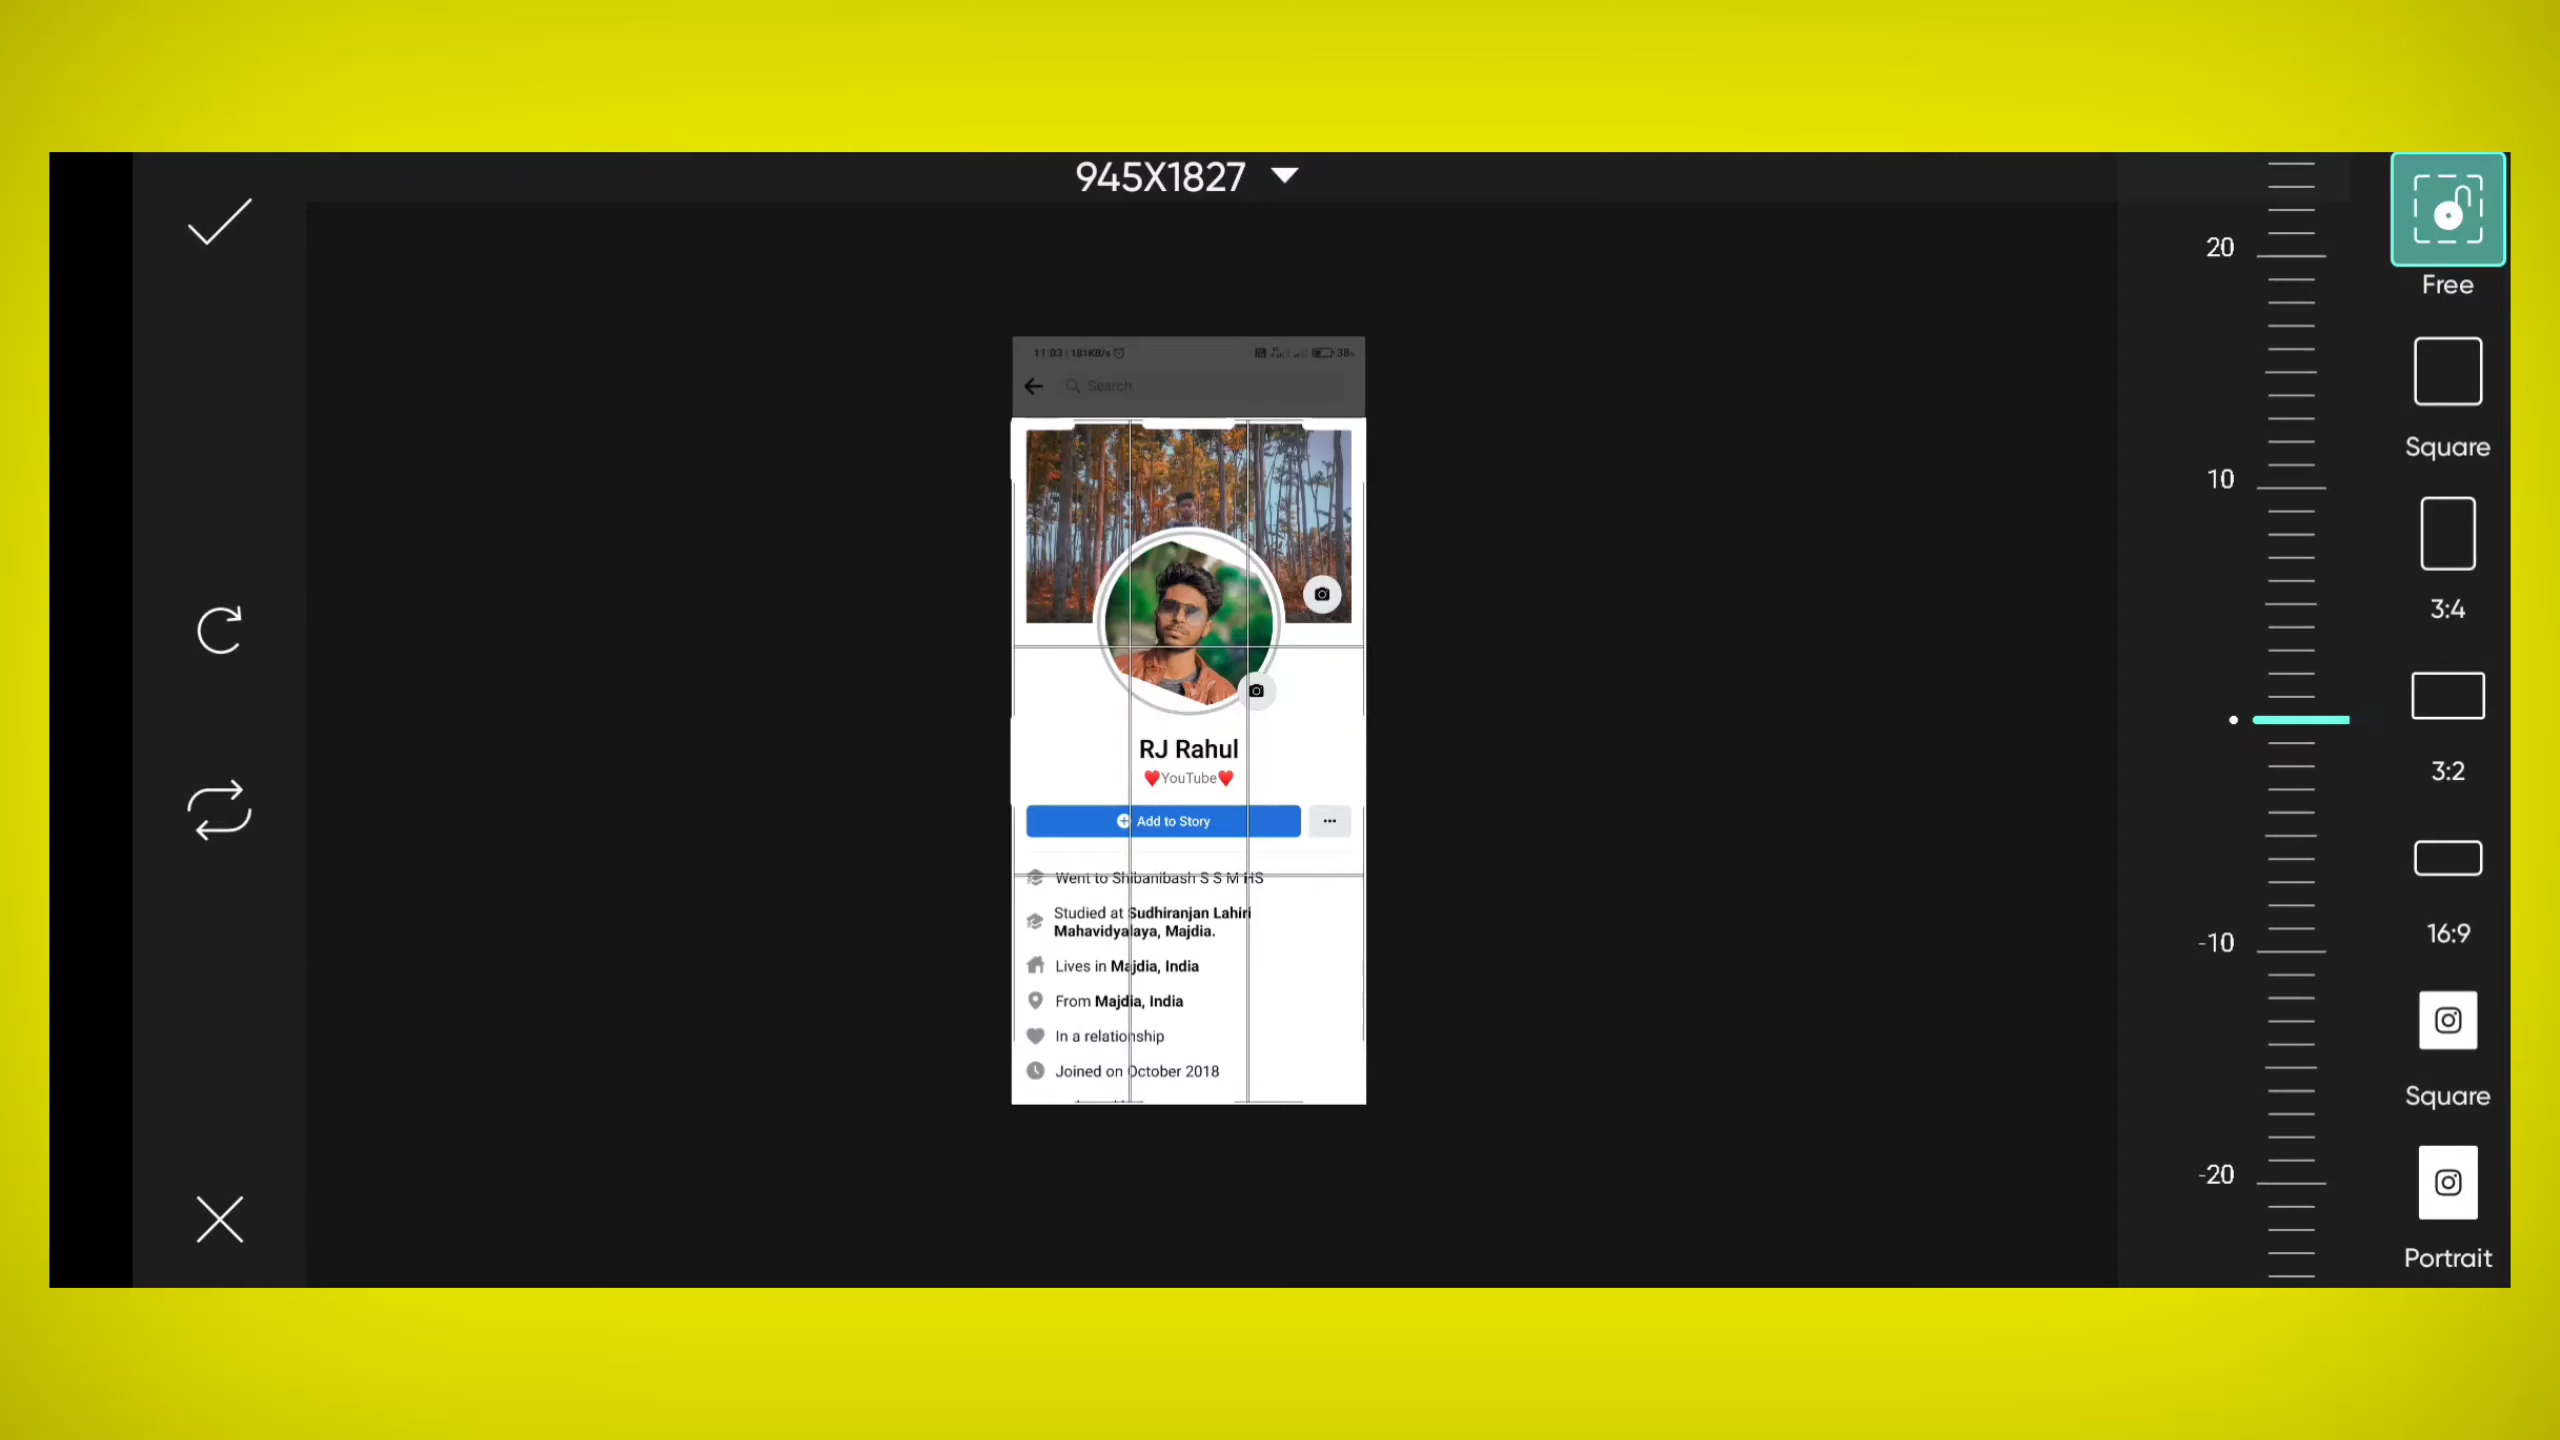 945X1827
11:03 | 181KB/s
38
Search
RJ Rahul
❤️YouTube❤️
Add to Story
Went to Shibanibash S S M HS
Studied at Sudhiranjan Lahiri
Mahavidyalaya, Majdia.
Lives in Majdia, India
From Majdia, India
In a relationship
Joined on October 2018
20
10
-10
-20
Free
Square
3:4
3:2
16:9
Square
Portrait